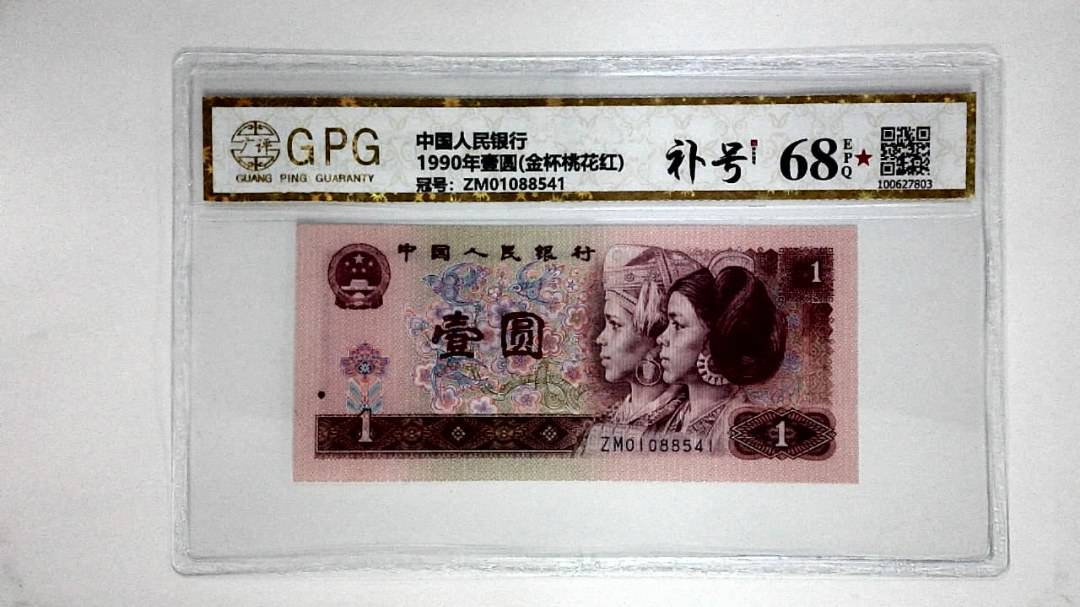 广评
GPG
GUANG PING GUARANTY
中国人民银行
1990年壹圆(金杯桃花红)
冠号: ZM01088541
补号
68
EPQ
100627803
中国人民银行
1
壹圆
1
ZM01088541
1